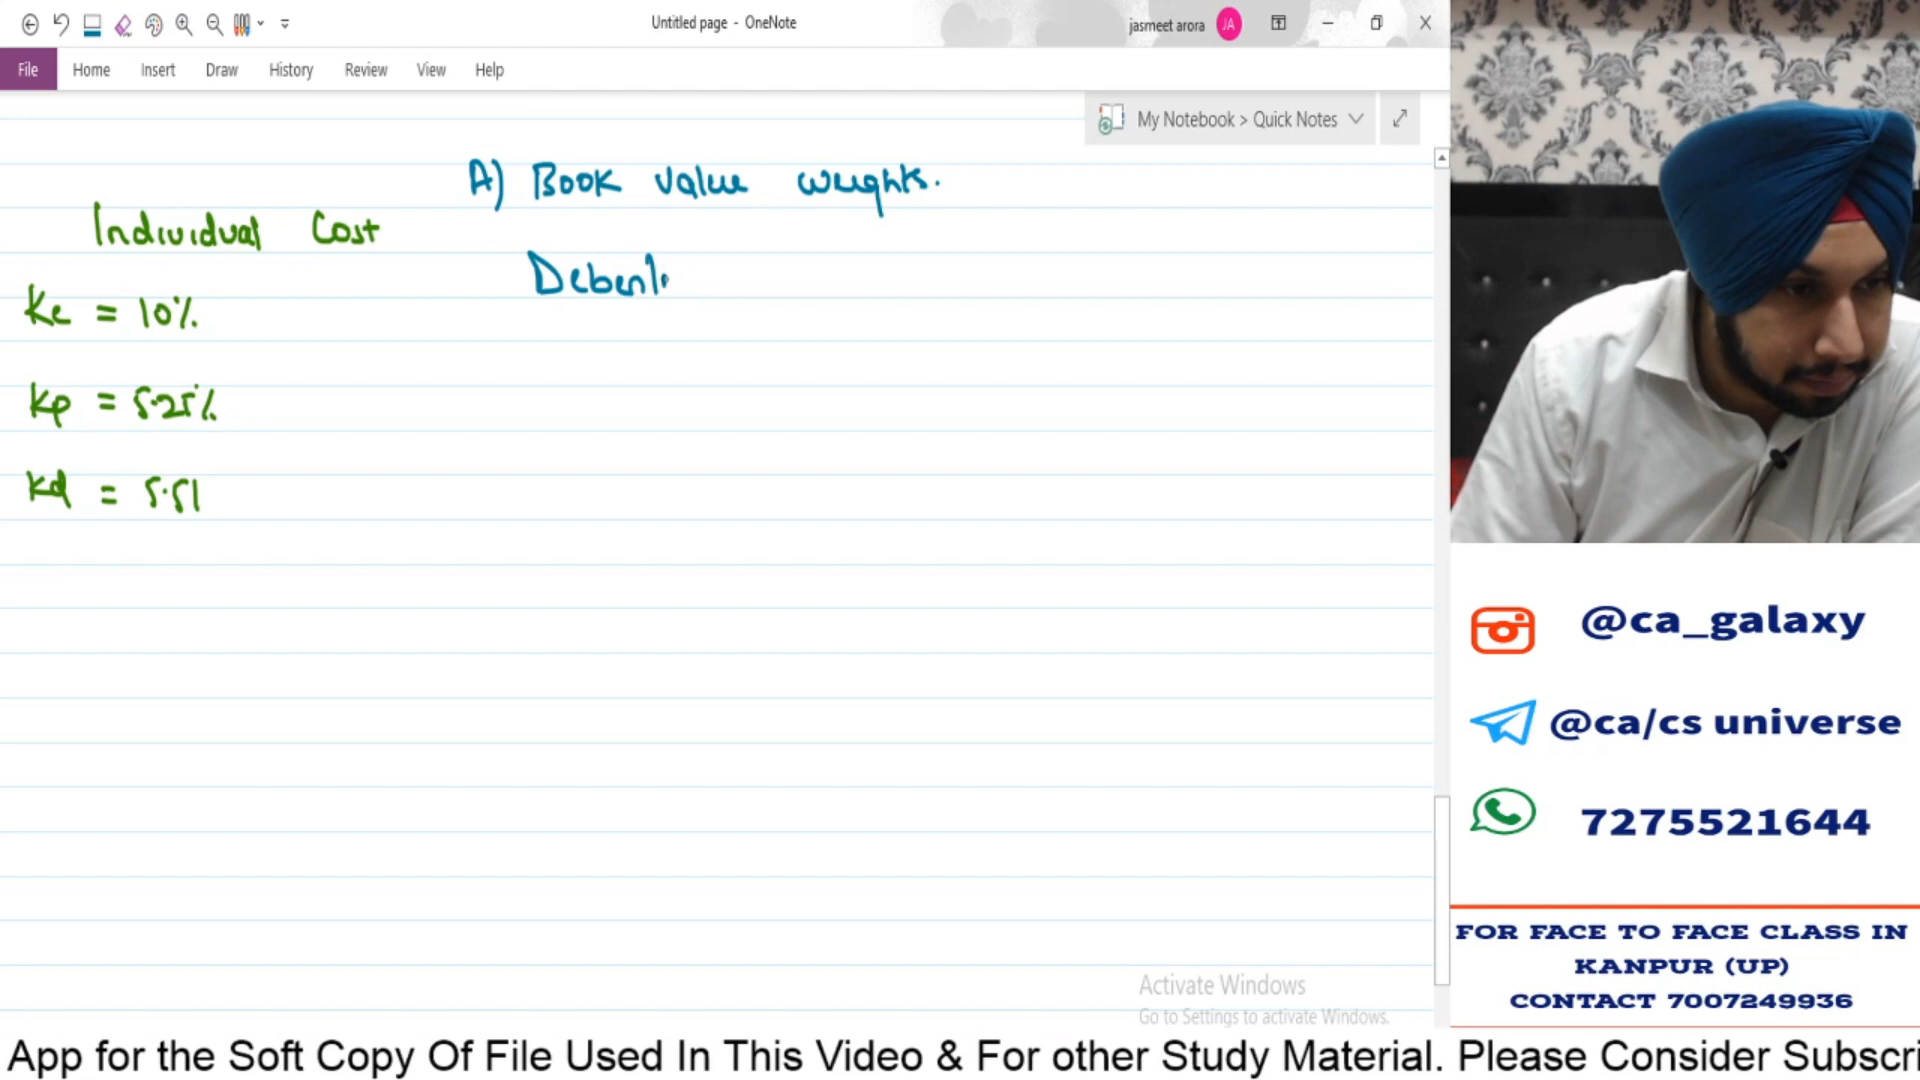 Untitled page - OneNote
jasmeet arora JA
File Home Insert Draw History Review View Help
My Notebook > Quick Notes
A) Book value weights.
Individual Cost
Debent
Ke = 10%
Kp = 5.25%
Kd = 5.51
@ca_galaxy
@ca/cs universe
7275521644
FOR FACE TO FACE CLASS IN
KANPUR (UP)
CONTACT 7007249936
Activate Windows
Go to Settings to activate Windows.
App for the Soft Copy Of File Used In This Video & For other Study Material. Please Consider Subscri